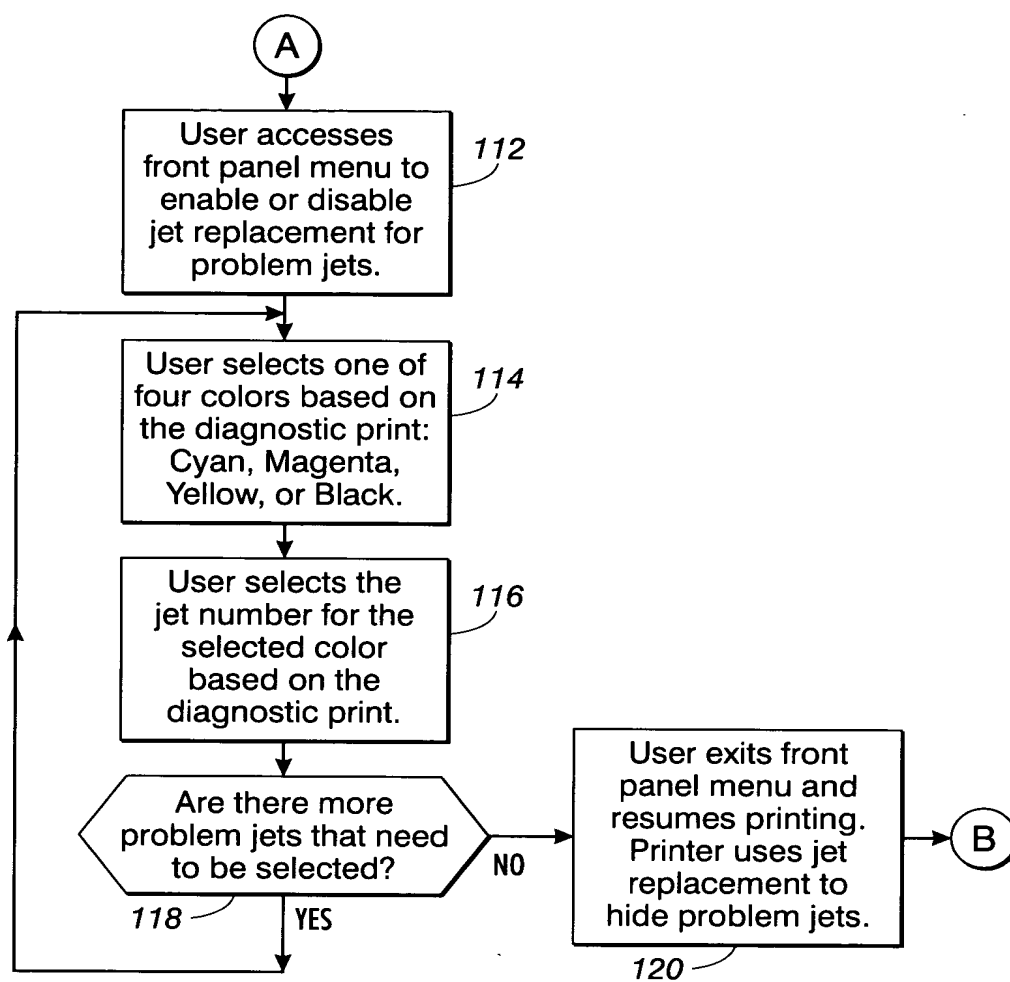 A
User accesses
front panel menu to
enable or disable
jet replacement for
problem jets.
112
User selects one of
four colors based on
the diagnostic print:
Cyan, Magenta,
Yellow, or Black.
114
User selects the
jet number for the
selected color
based on the
diagnostic print.
116
Are there more
problem jets that need
to be selected?
118
YES
NO
User exits front
panel menu and
resumes printing.
Printer uses jet
replacement to
hide problem jets.
120
B